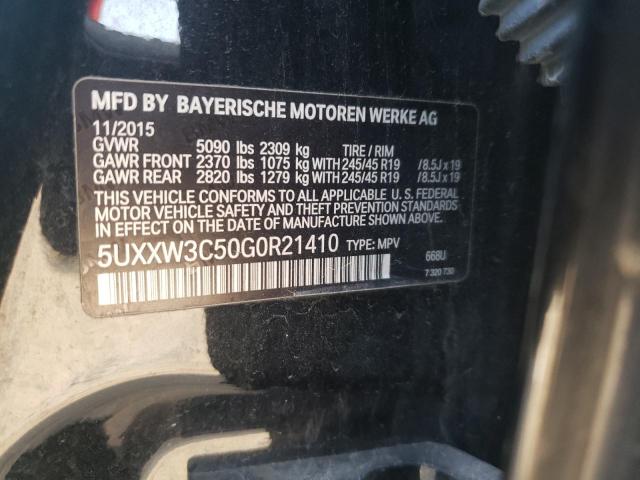 MFD BY BAYERISCHE MOTOREN WERKE AG
11/2015
GVWR 5090 lbs 2309 kg TIRE / RIM
GAWR FRONT 2370 lbs 1075 kg WITH 245/45 R19 /8.5J x 19
GAWR REAR 2820 lbs 1279 kg WITH 245/45 R19 /8.5J x 19
THIS VEHICLE CONFORMS TO ALL APPLICABLE U. S. FEDERAL
MOTOR VEHICLE SAFETY AND THEFT PREVENTION STANDARDS
IN EFFECT ON THE DATE OF MANUFACTURE SHOWN ABOVE.
5UXXW3C50G0R21410 TYPE: MPV 668U
7 320 730